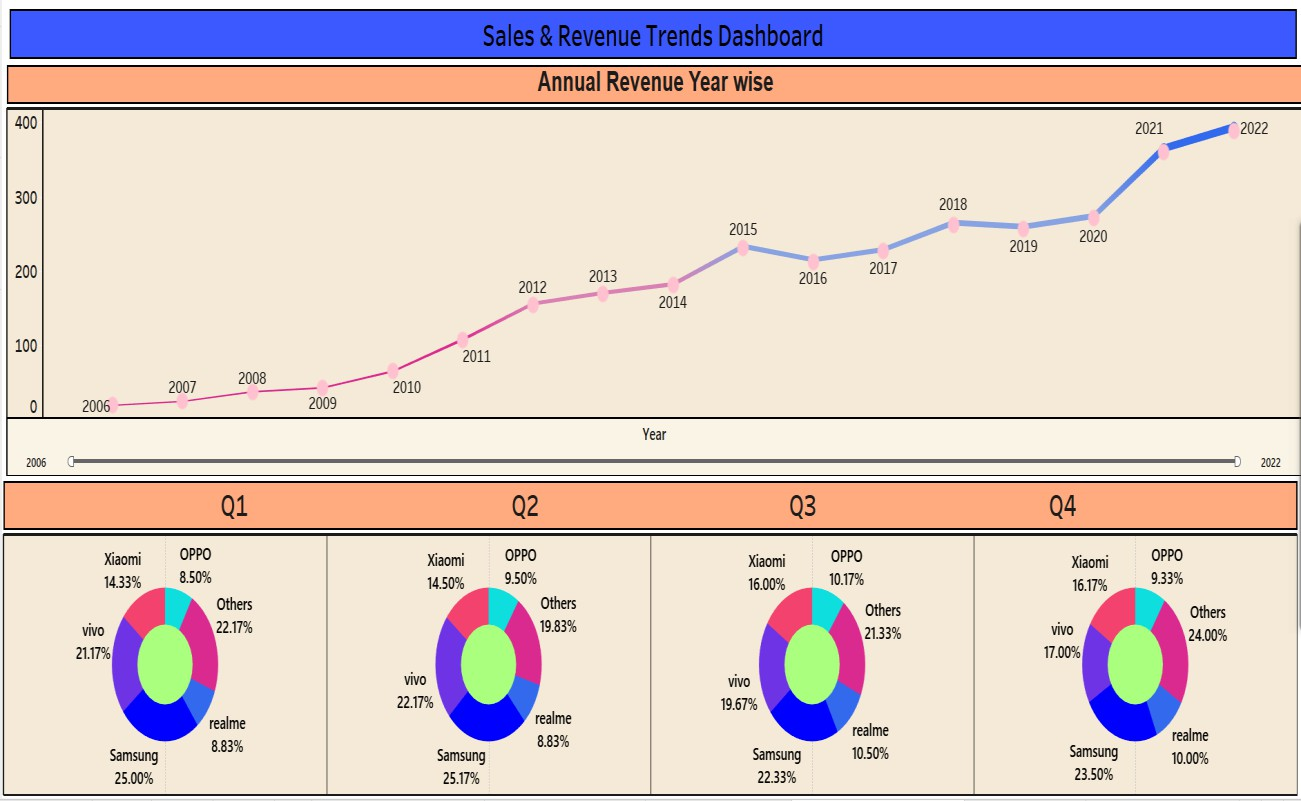 Sales & Revenue Trends Dashboard
Annual Revenue Year wise
400
300
200
100
0
2006
2007
2008
2009
2010
2011
2012
2013
2014
2015
2016
2017
2018
2019
2020
2021
2022
Year
2006
2022
Q1
Q2
Q3
Q4
Xiaomi
14.33%
OPPO
8.50%
Others
22.17%
vivo
21.17%
realme
8.83%
Samsung
25.00%
Xiaomi
14.50%
OPPO
9.50%
Others
19.83%
vivo
22.17%
realme
8.83%
Samsung
25.17%
Xiaomi
16.00%
OPPO
10.17%
Others
21.33%
vivo
19.67%
realme
10.50%
Samsung
22.33%
Xiaomi
16.17%
OPPO
9.33%
Others
24.00%
vivo
17.00%
realme
10.00%
Samsung
23.50%